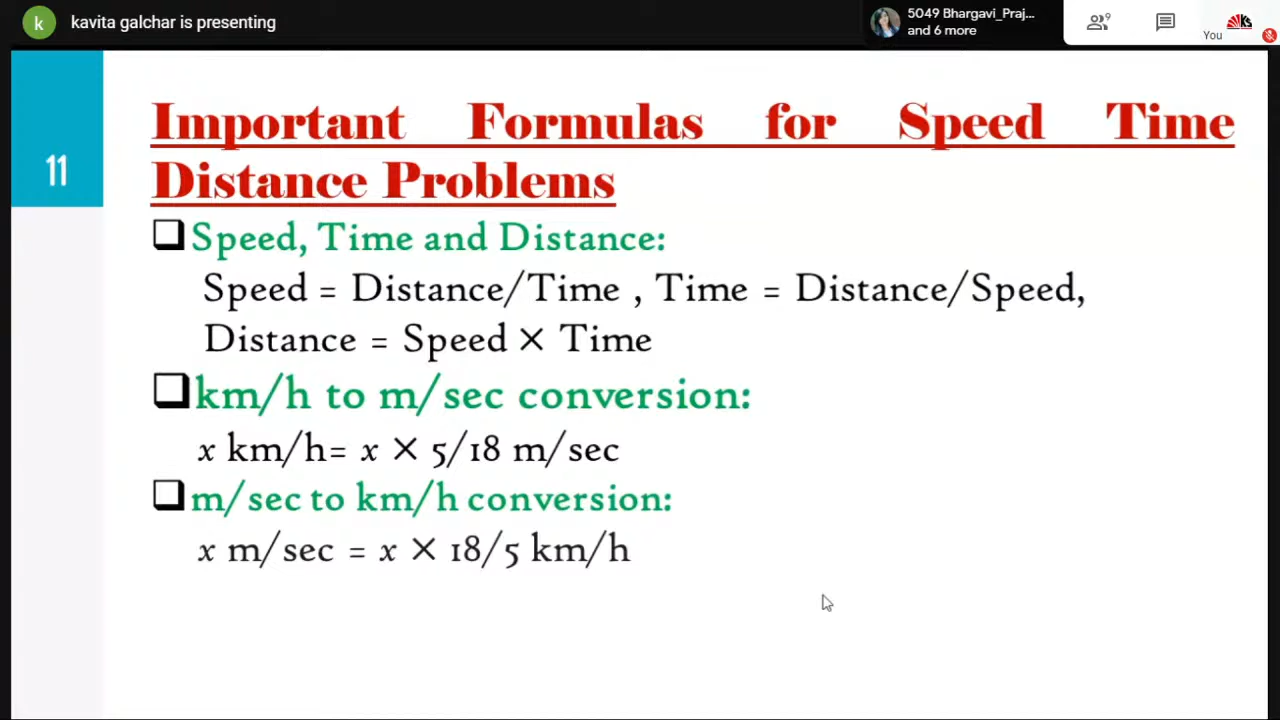 k
kavita galchar is presenting
5049 Bhargavi_Praj...
and 6 more
9
ks
You
11
Important Formulas for Speed Time
Distance Problems
Speed, Time and Distance:
Speed = Distance/Time , Time = Distance/Speed,
Distance = Speed × Time
km/h to m/sec conversion:
x km/h= x × 5/18 m/sec
m/sec to km/h conversion:
x m/sec = x × 18/5 km/h